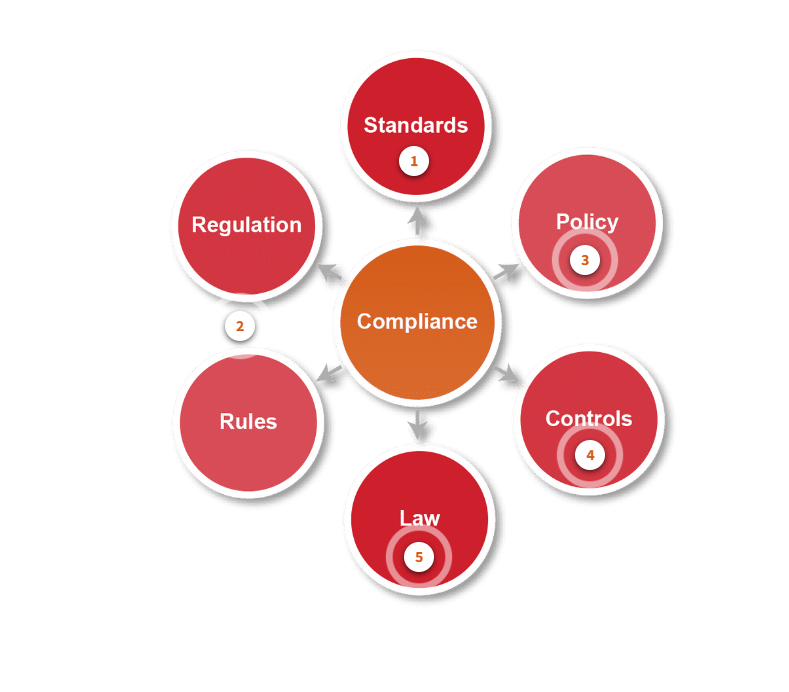 Standards
1
Regulation
Policy
3
2
Compliance
Rules
Controls
4
Law
5